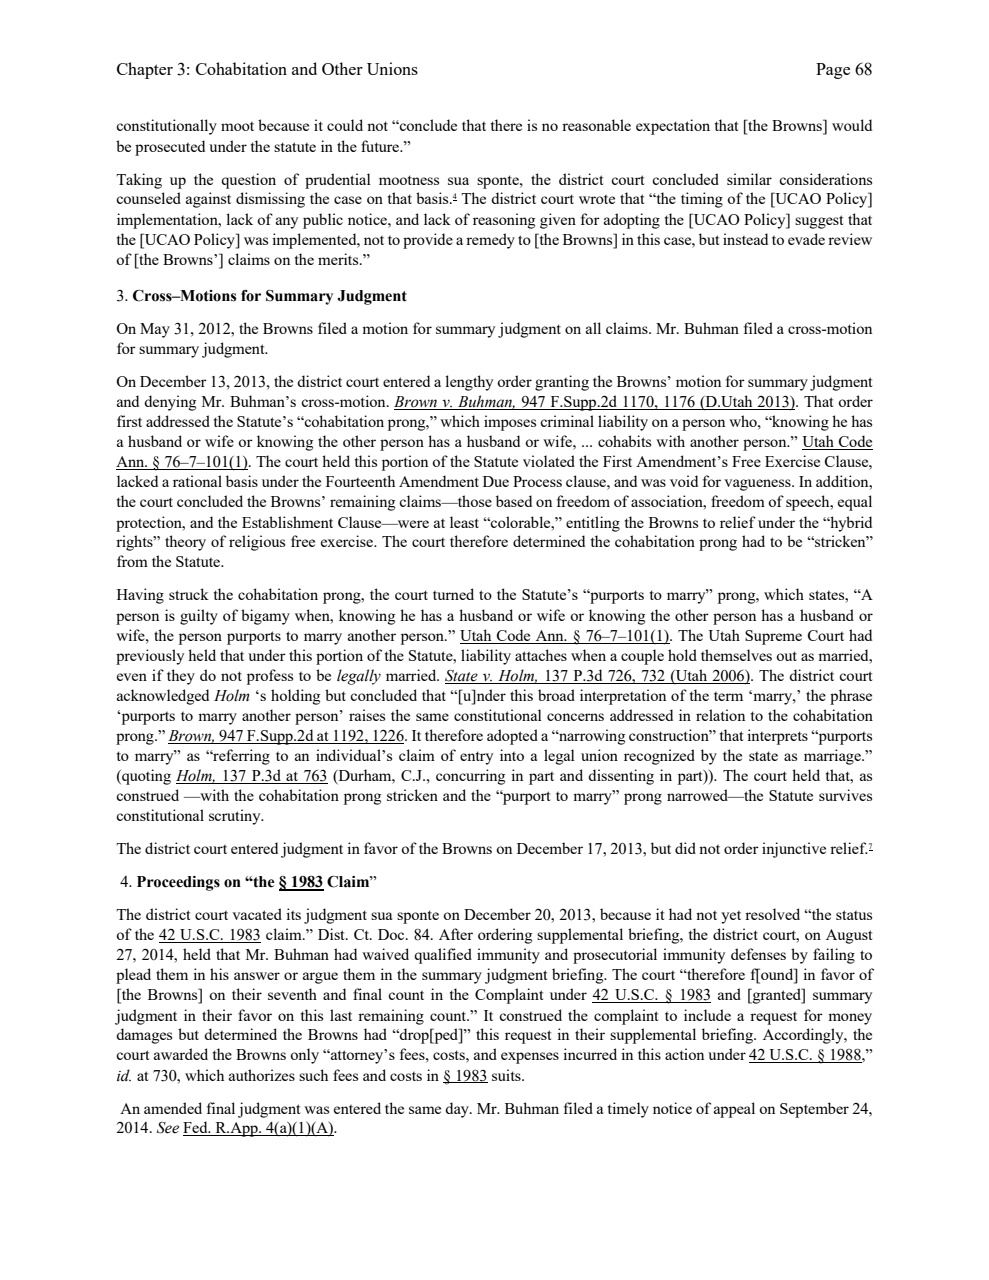 Chapter 3: Cohabitation and Other Unions Page 68
constitutionally moot because it could not “conclude that there is no reasonable expectation that [the Browns] would
be prosecuted under the statute in the future.”
Taking up the question of prudential mootness sua sponte, the district court concluded similar considerations
counseled against dismissing the case on that basis.4 The district court wrote that “the timing of the [UCAO Policy]
implementation, lack of any public notice, and lack of reasoning given for adopting the [UCAO Policy] suggest that
the [UCAO Policy] was implemented, not to provide a remedy to [the Browns] in this case, but instead to evade review
of [the Browns’] claims on the merits.”
3. Cross–Motions for Summary Judgment
On May 31, 2012, the Browns filed a motion for summary judgment on all claims. Mr. Buhman filed a cross-motion
for summary judgment.
On December 13, 2013, the district court entered a lengthy order granting the Browns’ motion for summary judgment
and denying Mr. Buhman’s cross-motion. Brown v. Buhman, 947 F.Supp.2d 1170, 1176 (D.Utah 2013). That order
first addressed the Statute’s “cohabitation prong,” which imposes criminal liability on a person who, “knowing he has
a husband or wife or knowing the other person has a husband or wife, ... cohabits with another person.” Utah Code
Ann. § 76–7–101(1). The court held this portion of the Statute violated the First Amendment’s Free Exercise Clause,
lacked a rational basis under the Fourteenth Amendment Due Process clause, and was void for vagueness. In addition,
the court concluded the Browns’ remaining claims—those based on freedom of association, freedom of speech, equal
protection, and the Establishment Clause—were at least “colorable,” entitling the Browns to relief under the “hybrid
rights” theory of religious free exercise. The court therefore determined the cohabitation prong had to be “stricken”
from the Statute.
Having struck the cohabitation prong, the court turned to the Statute’s “purports to marry” prong, which states, “A
person is guilty of bigamy when, knowing he has a husband or wife or knowing the other person has a husband or
wife, the person purports to marry another person.” Utah Code Ann. § 76–7–101(1). The Utah Supreme Court had
previously held that under this portion of the Statute, liability attaches when a couple hold themselves out as married,
even if they do not profess to be legally married. State v. Holm, 137 P.3d 726, 732 (Utah 2006). The district court
acknowledged Holm ‘s holding but concluded that “[u]nder this broad interpretation of the term ‘marry,’ the phrase
‘purports to marry another person’ raises the same constitutional concerns addressed in relation to the cohabitation
prong.” Brown, 947 F.Supp.2d at 1192, 1226. It therefore adopted a “narrowing construction” that interprets “purports
to marry” as “referring to an individual’s claim of entry into a legal union recognized by the state as marriage.”
(quoting Holm, 137 P.3d at 763 (Durham, C.J., concurring in part and dissenting in part)). The court held that, as
construed —with the cohabitation prong stricken and the “purport to marry” prong narrowed—the Statute survives
constitutional scrutiny.
The district court entered judgment in favor of the Browns on December 17, 2013, but did not order injunctive relief.7
4. Proceedings on “the § 1983 Claim”
The district court vacated its judgment sua sponte on December 20, 2013, because it had not yet resolved “the status
of the 42 U.S.C. 1983 claim.” Dist. Ct. Doc. 84. After ordering supplemental briefing, the district court, on August
27, 2014, held that Mr. Buhman had waived qualified immunity and prosecutorial immunity defenses by failing to
plead them in his answer or argue them in the summary judgment briefing. The court “therefore f[ound] in favor of
[the Browns] on their seventh and final count in the Complaint under 42 U.S.C. § 1983 and [granted] summary
judgment in their favor on this last remaining count.” It construed the complaint to include a request for money
damages but determined the Browns had “drop[ped]” this request in their supplemental briefing. Accordingly, the
court awarded the Browns only “attorney’s fees, costs, and expenses incurred in this action under 42 U.S.C. § 1988,”
id. at 730, which authorizes such fees and costs in § 1983 suits.
An amended final judgment was entered the same day. Mr. Buhman filed a timely notice of appeal on September 24,
2014. See Fed. R.App. 4(a)(1)(A).